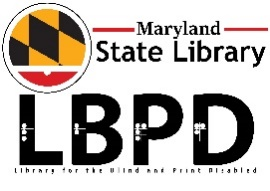 Maryland
State Library
LBPD
Library for the Blind and Print Disabled